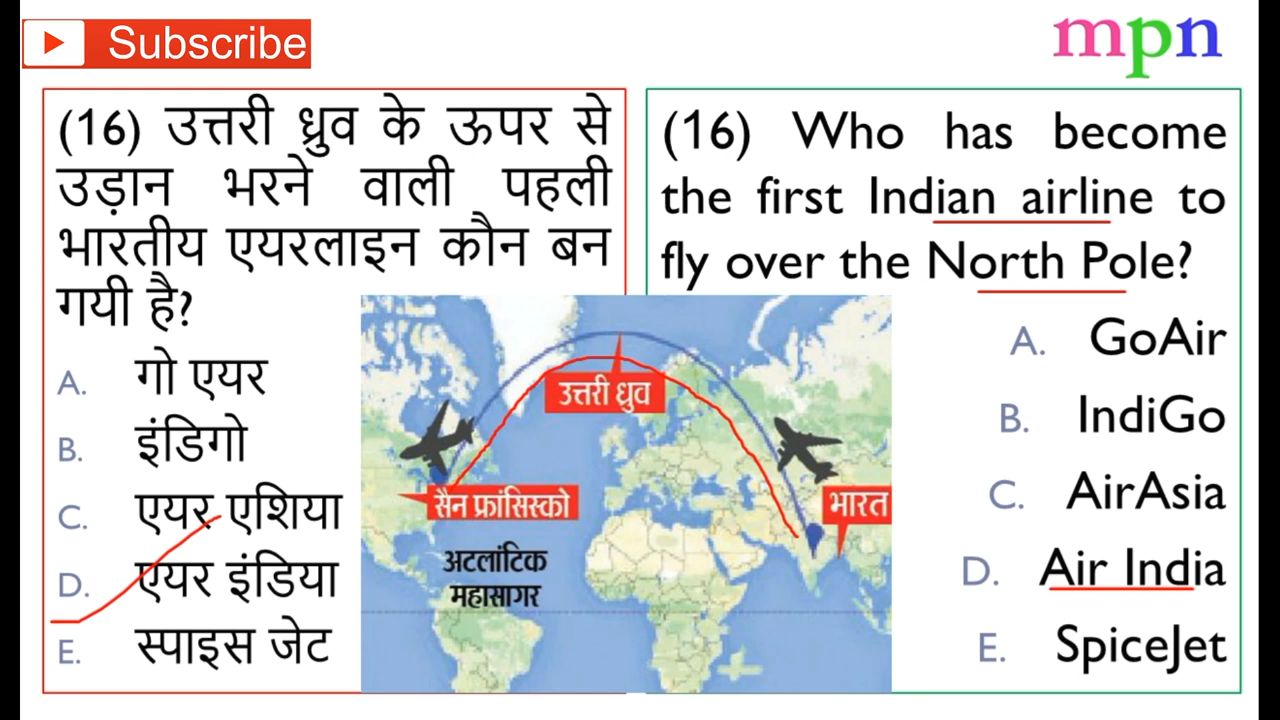 Subscribe
mpn
(16) उत्तरी ध्रुव के ऊपर से
उड़ान भरने वाली पहली
भारतीय एयरलाइन कौन बन
गयी है?
A. गो एयर
B. इंडिगो
C. एयर एशिया
D. एयर इंडिया
E. स्पाइस जेट
(16) Who has become
the first Indian airline to
fly over the North Pole?
A. GoAir
B. IndiGo
C. AirAsia
D. Air India
E. SpiceJet
उत्तरी ध्रुव
सैन फ्रांसिस्को
भारत
अटलांटिक
महासागर